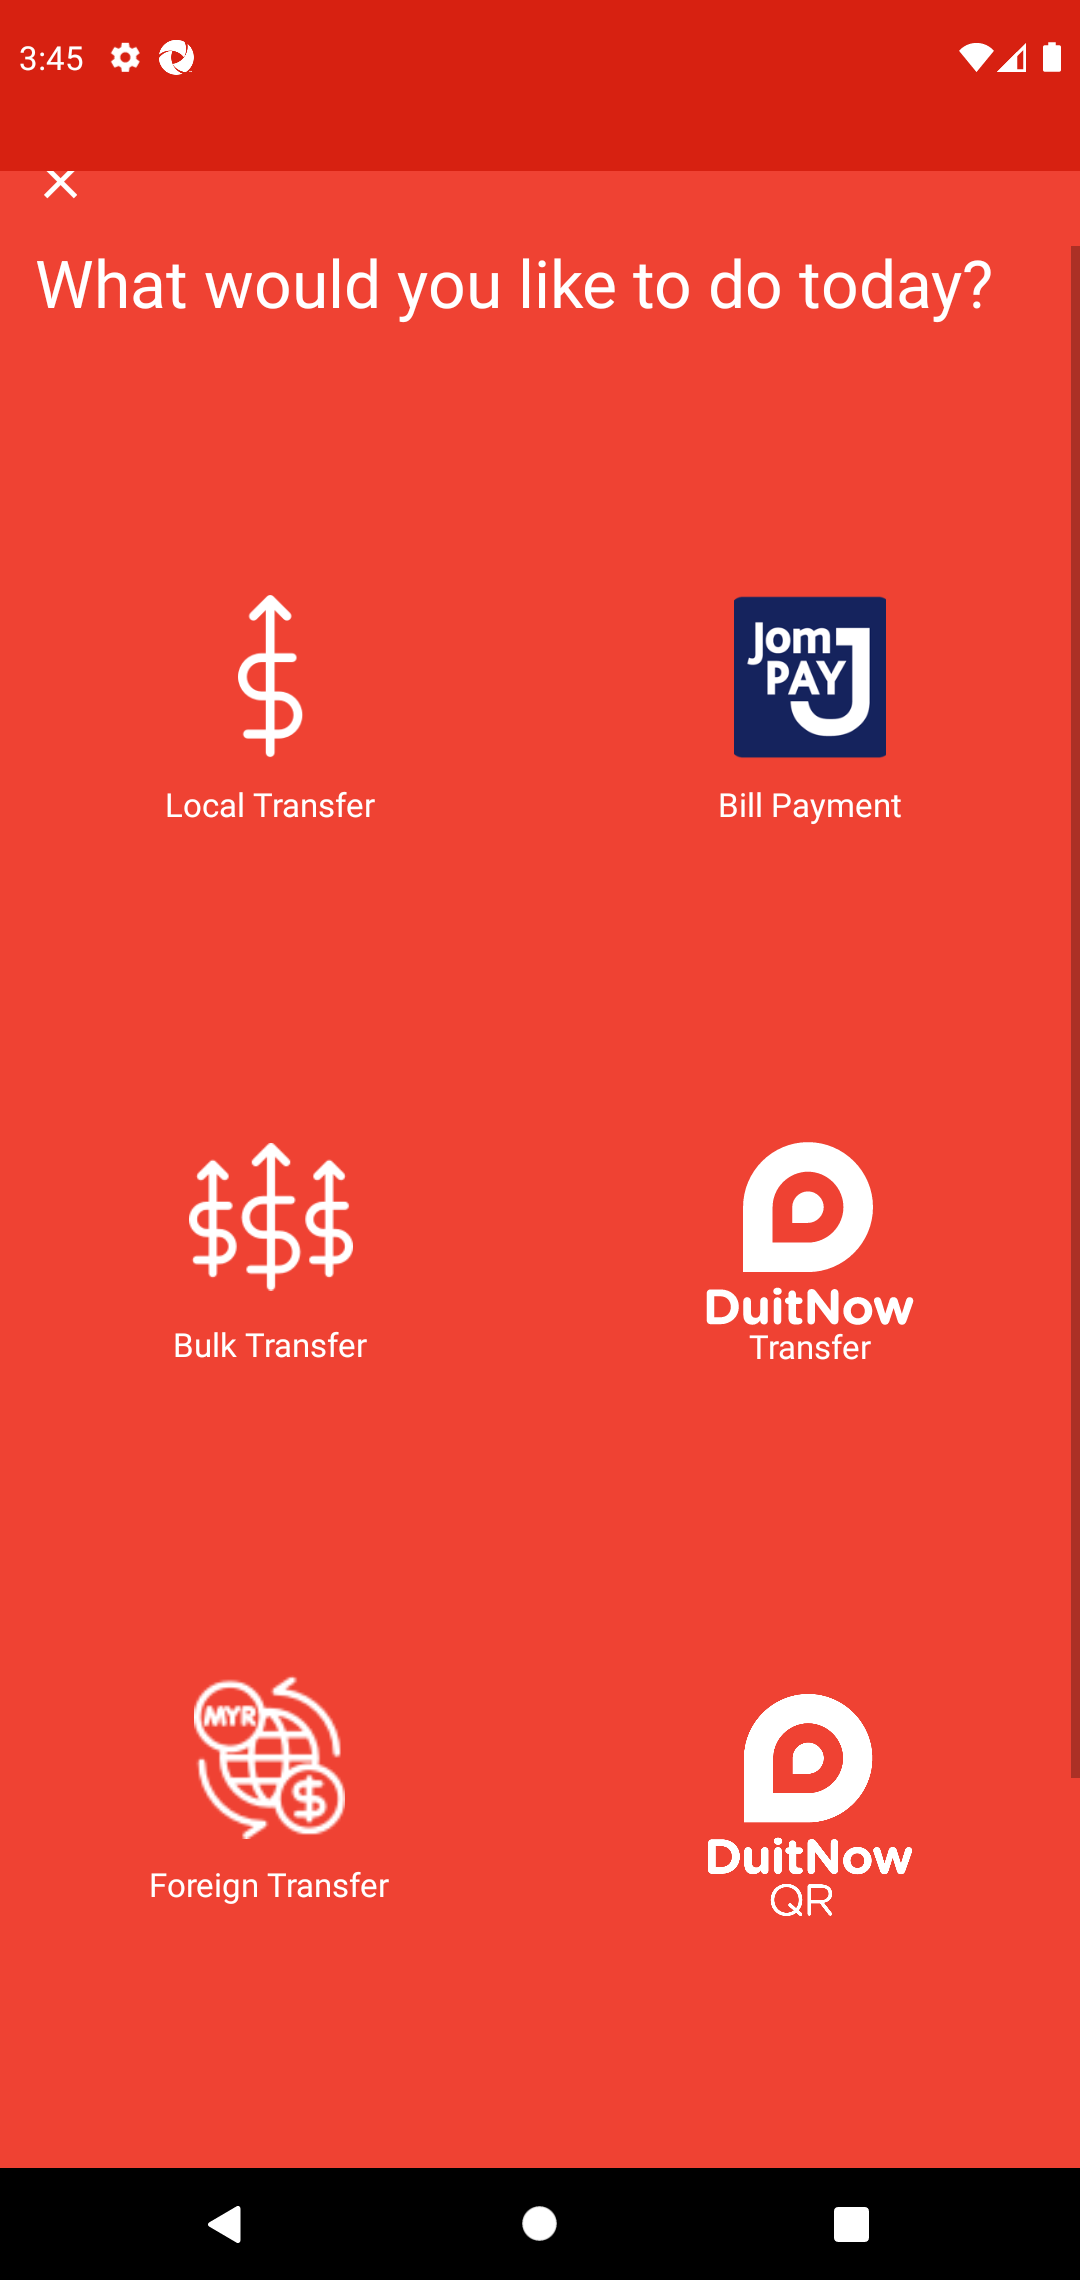 3:45
What would you like to do today?
Jom
PAY
Local Transfer
Bill Payment
DuitNow
Bulk Transfer
Transfer
MYR
$
DuitNow
Foreign Transfer
QR